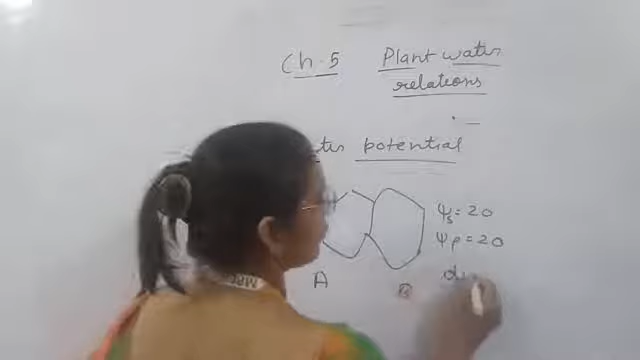 Ch.5 Plant water
relations
potential
Ψs = 20
Ψp = 20
A